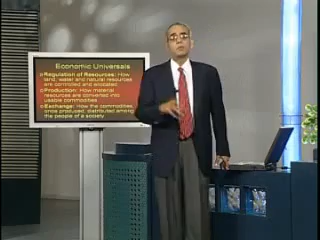 Economic Universals
Regulation of Resources: How
land, water and natural resources
are controlled and allocated
Production: How material
resources are converted into
usable commodities
Exchange: How the commodities,
once produced, distributed among
the people of a society